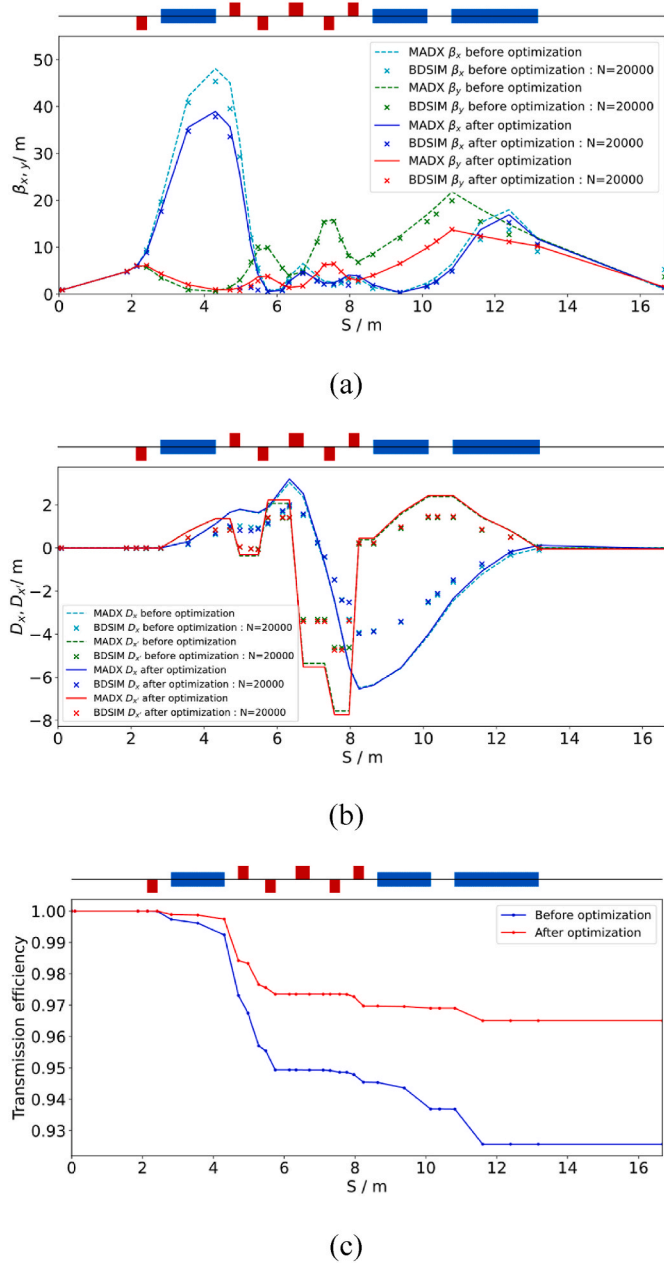 50
40
30
20
10
0
βx, y/ m
MADX βx before optimization
BDSIM βx before optimization : N=20000
MADX βy before optimization
BDSIM βy before optimization : N=20000
MADX βx after optimization
BDSIM βx after optimization : N=20000
MADX βy after optimization
BDSIM βy after optimization : N=20000
0 2 4 6 8 10 12 14 16
S / m
(a)
2
0
−2
−4
−6
−8
Dx, Dx′/ m
MADX Dx before optimization
BDSIM Dx before optimization : N=20000
MADX Dx′ before optimization
BDSIM Dx′ before optimization : N=20000
MADX Dx after optimization
BDSIM Dx after optimization : N=20000
MADX Dx′ after optimization
BDSIM Dx′ after optimization : N=20000
0 2 4 6 8 10 12 14 16
S / m
(b)
1.00
0.99
0.98
0.97
0.96
0.95
0.94
0.93
Transmission efficiency
Before optimization
After optimization
0 2 4 6 8 10 12 14 16
S / m
(c)